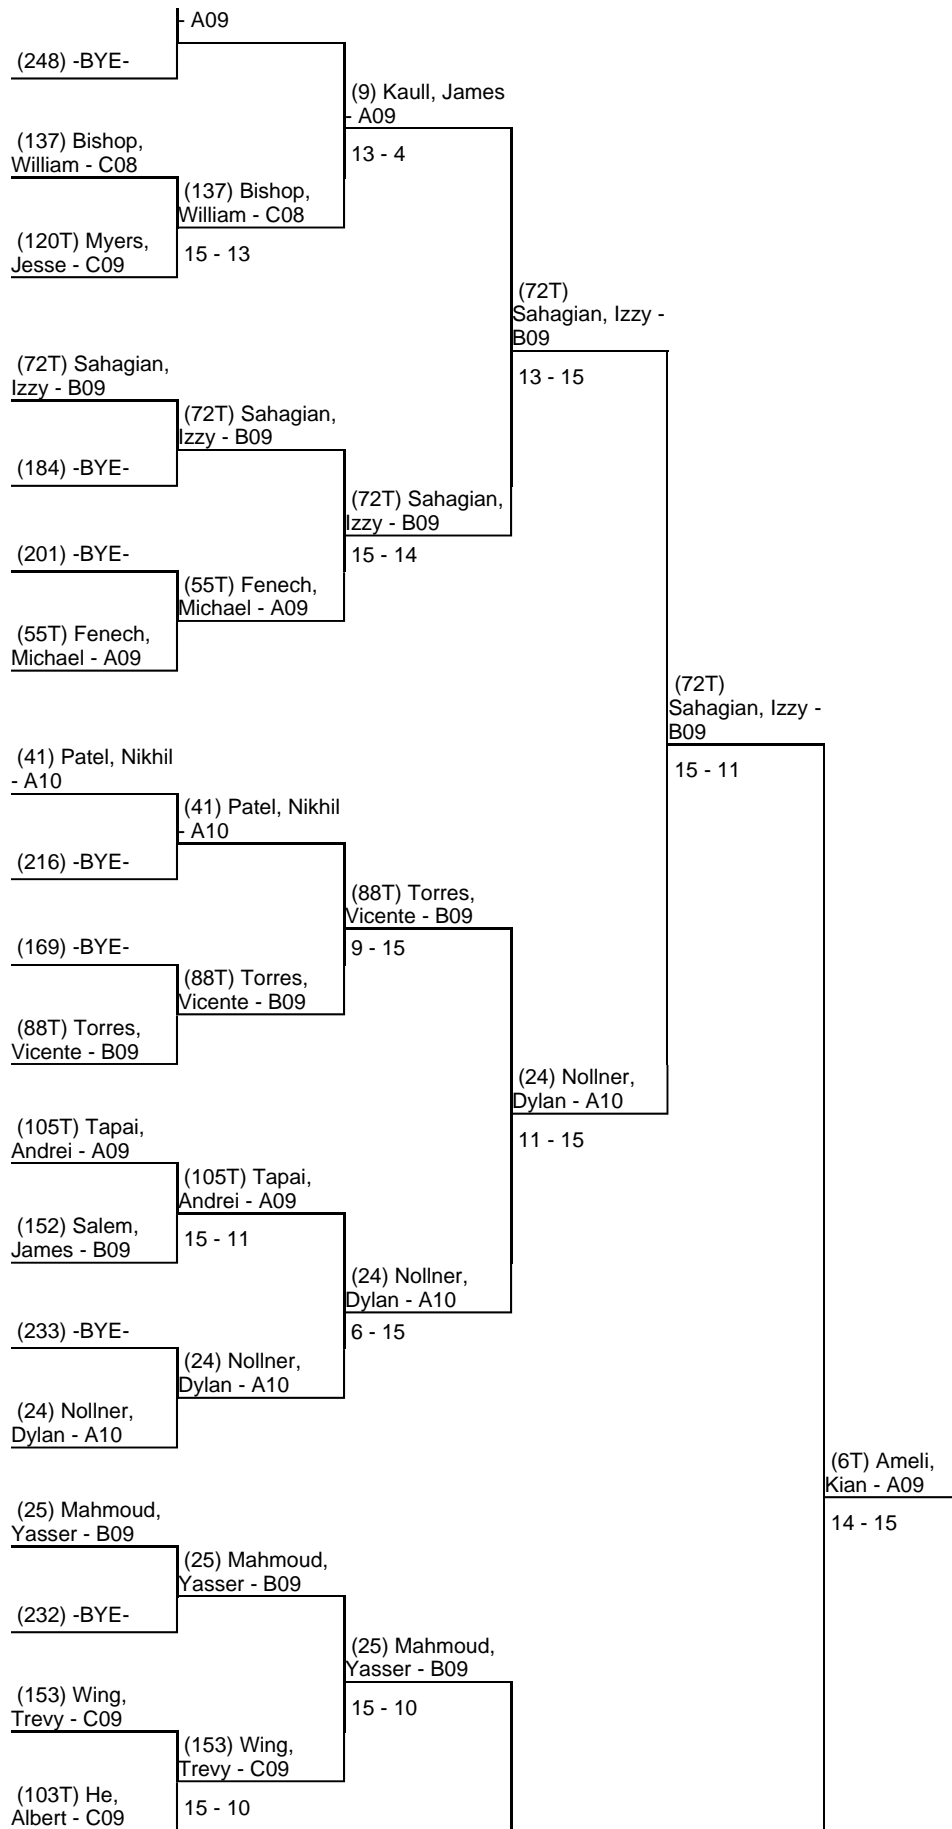 - A09
(248) -BYE-
(9) Kaull, James
- A09
13 - 4
(137) Bishop,
William - C08
(137) Bishop,
William - C08
15 - 13
(120T) Myers,
Jesse - C09
(72T)
Sahagian, Izzy -
B09
13 - 15
(72T) Sahagian,
Izzy - B09
(72T) Sahagian,
Izzy - B09
(184) -BYE-
(72T) Sahagian,
Izzy - B09
15 - 14
(201) -BYE-
(55T) Fenech,
Michael - A09
(55T) Fenech,
Michael - A09
(72T)
Sahagian, Izzy -
B09
15 - 11
(41) Patel, Nikhil
- A10
(41) Patel, Nikhil
- A10
(216) -BYE-
(88T) Torres,
Vicente - B09
9 - 15
(169) -BYE-
(88T) Torres,
Vicente - B09
(88T) Torres,
Vicente - B09
(24) Nollner,
Dylan - A10
11 - 15
(105T) Tapai,
Andrei - A09
(105T) Tapai,
Andrei - A09
15 - 11
(152) Salem,
James - B09
(24) Nollner,
Dylan - A10
6 - 15
(233) -BYE-
(24) Nollner,
Dylan - A10
(24) Nollner,
Dylan - A10
(6T) Ameli,
Kian - A09
14 - 15
(25) Mahmoud,
Yasser - B09
(25) Mahmoud,
Yasser - B09
(232) -BYE-
(25) Mahmoud,
Yasser - B09
15 - 10
(153) Wing,
Trevy - C09
(153) Wing,
Trevy - C09
15 - 10
(103T) He,
Albert - C09